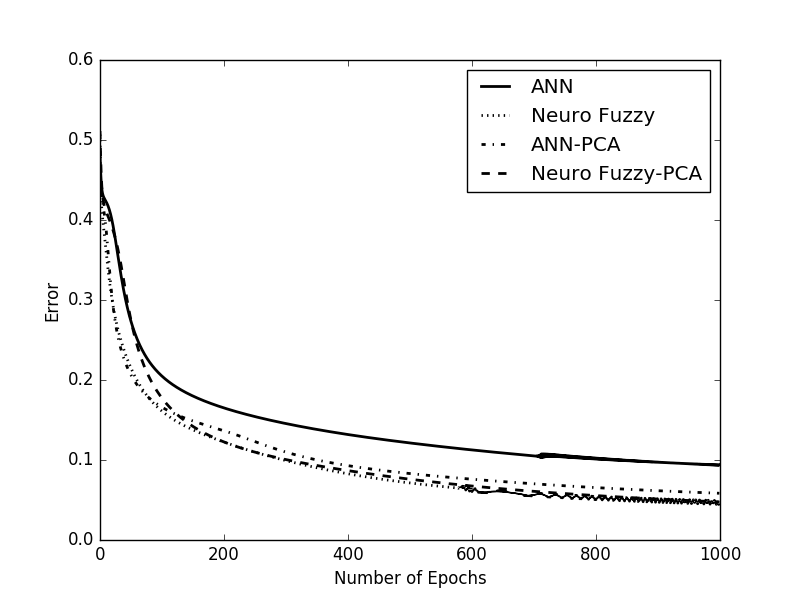 0.6
0.5
0.4
0.3
0.2
0.1
0.0
Error
ANN
Neuro Fuzzy
ANN-PCA
Neuro Fuzzy-PCA
0 200 400 600 800 1000
Number of Epochs